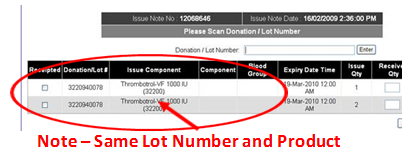 Issue Note No : 12068646 Issue Note Date : 16/02/2009 2:36:00 PM
Please Scan Donation / Lot Number
Donation / Lot Number: Enter
Receipted Donation/Lot # Issue Component Component Blood Group Expiry Date Time Issue Qty Receive Qty
3220940078 Thrombotrol-VF 1000 IU (32200) 19-Mar-2010 12:00 AM 1
3220940078 Thrombotrol-VF 1000 IU (32200) 19-Mar-2010 12:00 AM 2
Note – Same Lot Number and Product